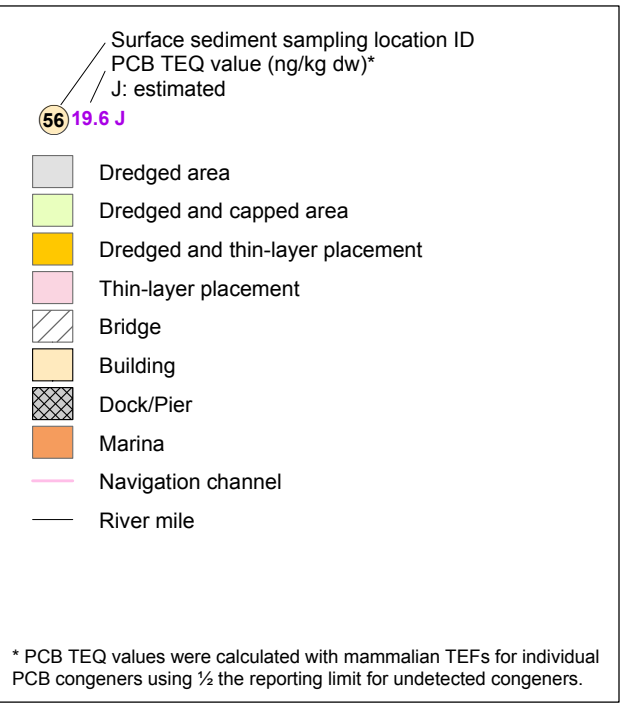 Surface sediment sampling location ID
PCB TEQ value (ng/kg dw)*
J: estimated
56 19.6 J
Dredged area
Dredged and capped area
Dredged and thin-layer placement
Thin-layer placement
Bridge
Building
Dock/Pier
Marina
Navigation channel
River mile
* PCB TEQ values were calculated with mammalian TEFs for individual
PCB congeners using ½ the reporting limit for undetected congeners.